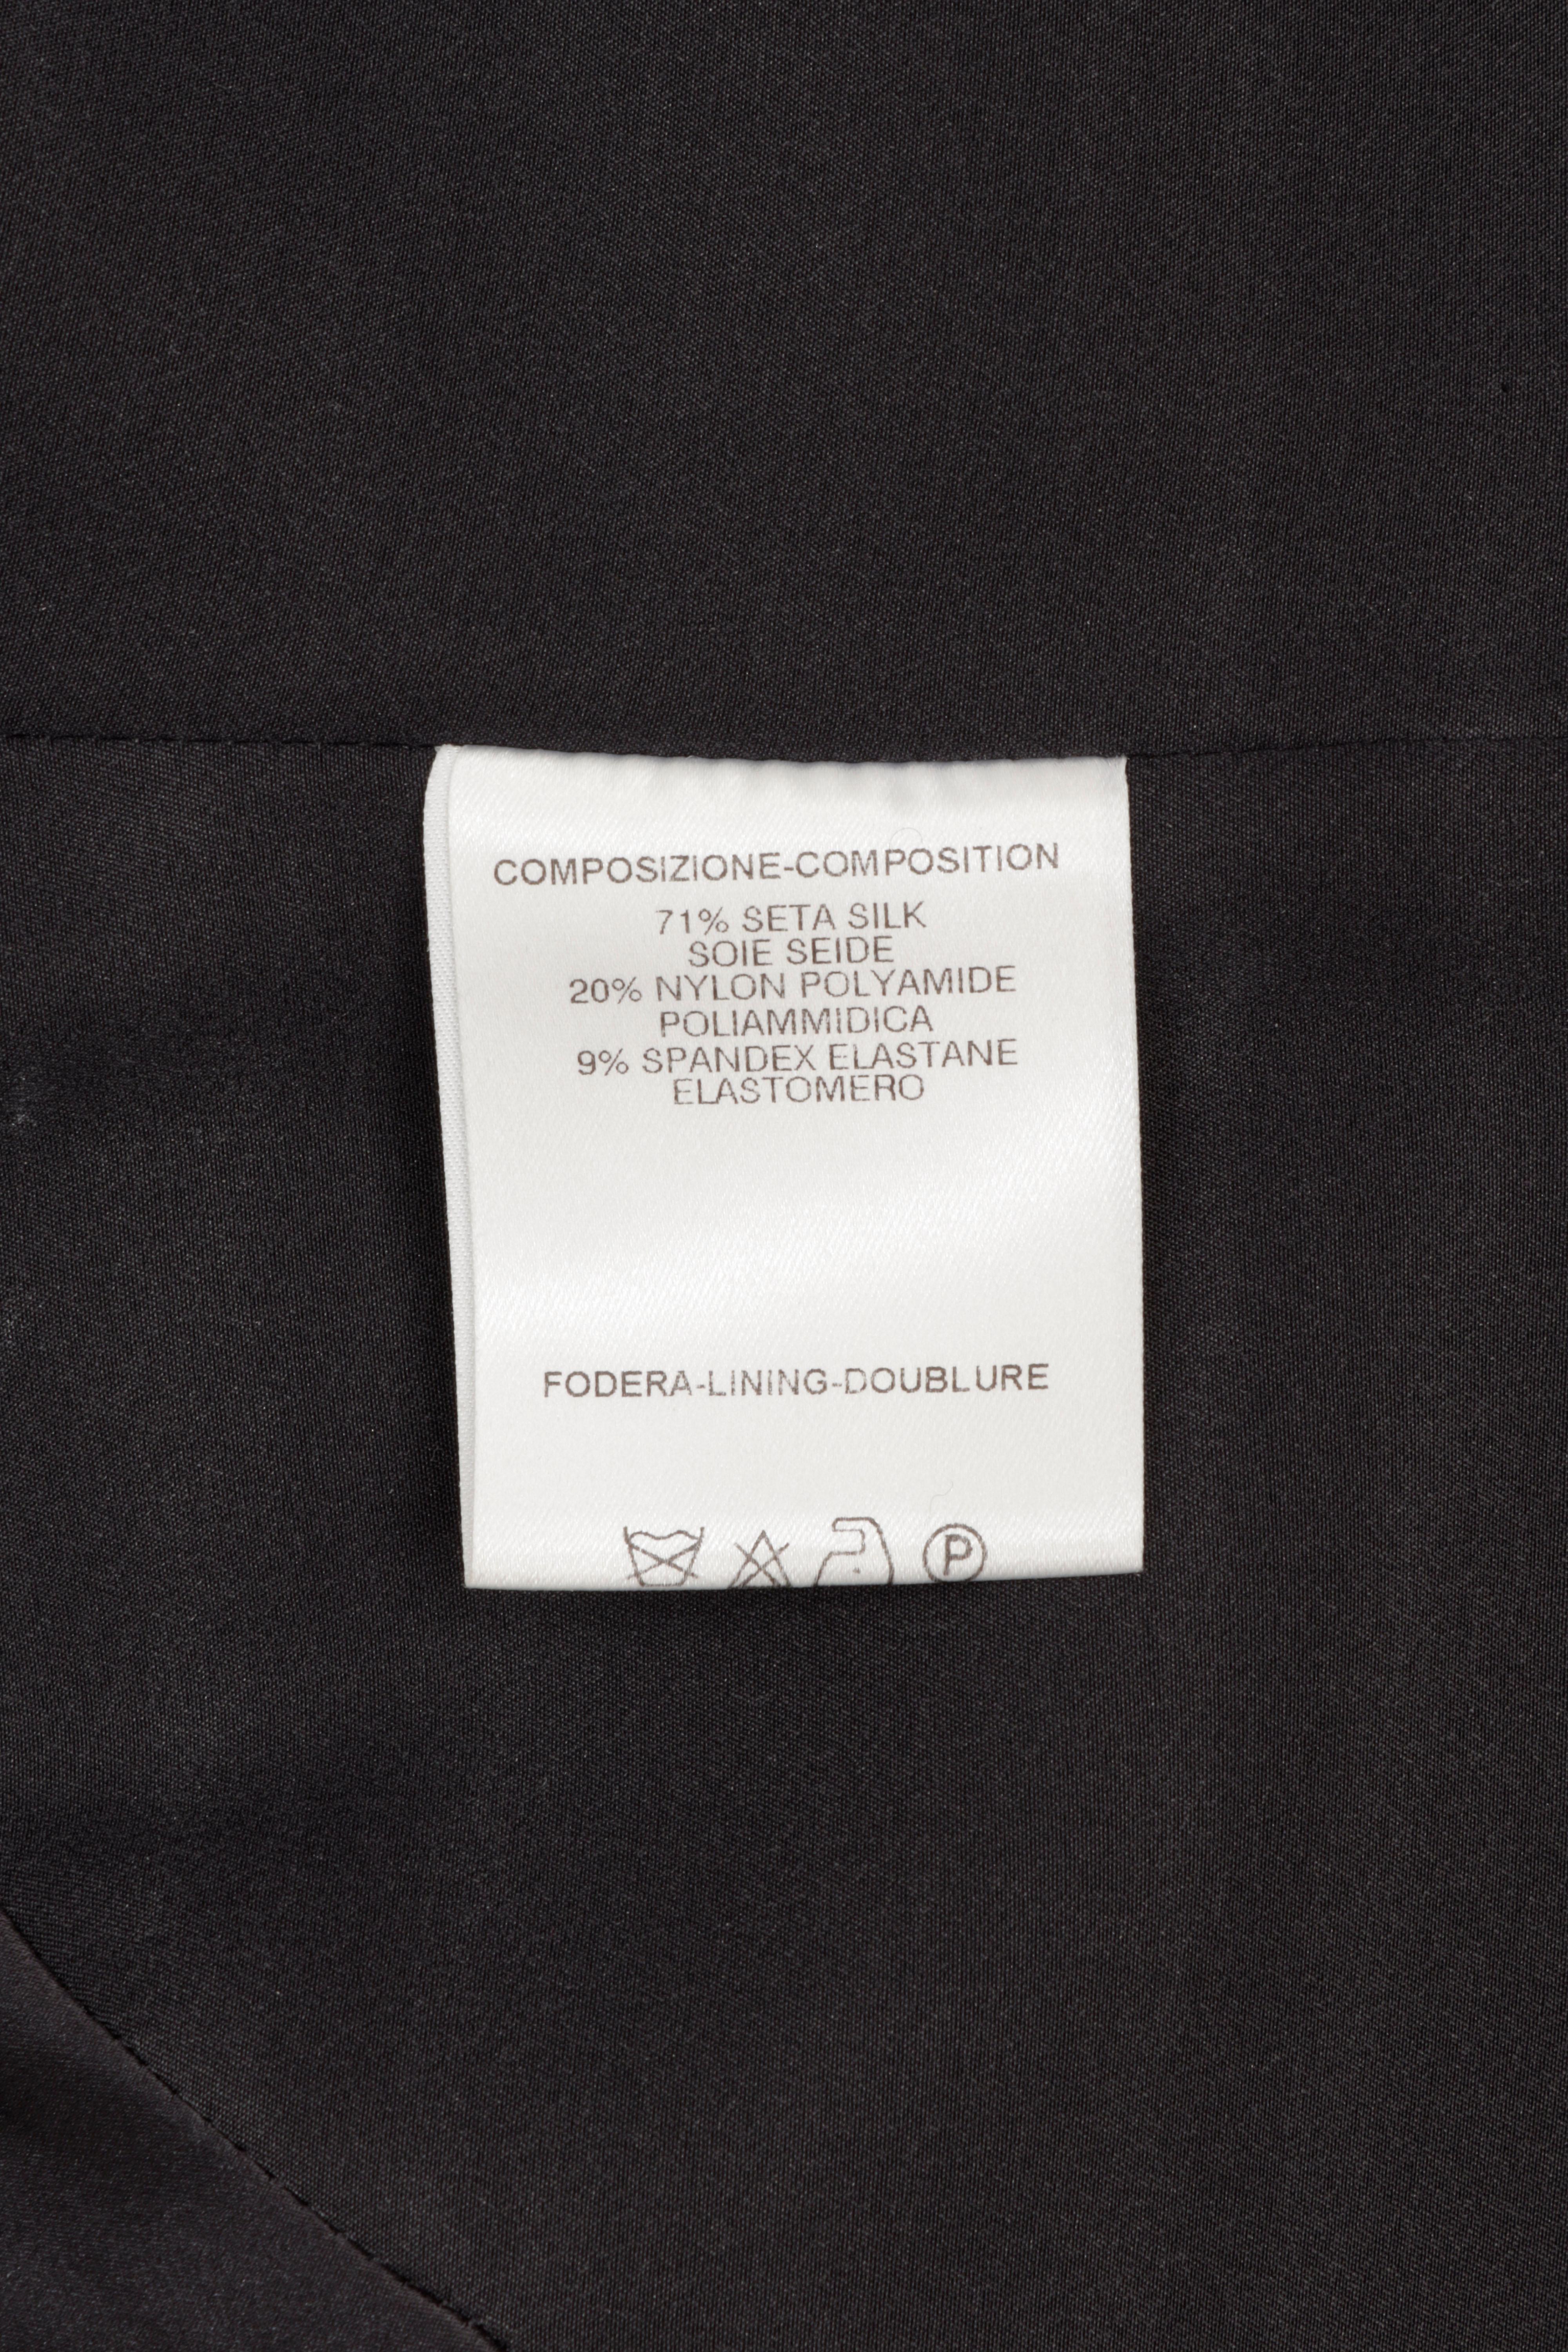 COMPOSIZIONE-COMPOSITION
71% SETA SILK
SOIE SEIDE
20% NYLON POLYAMIDE
POLIAMMIDICA
9% SPANDEX ELASTANE
ELASTOMERO
FODERA-LINING-DOUBLURE
P